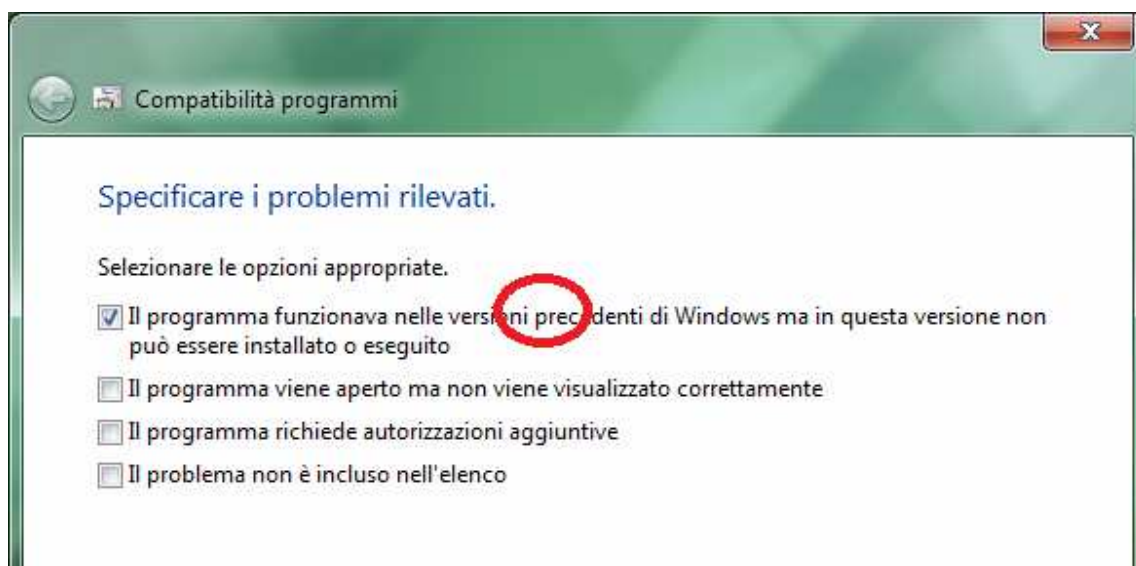 Compatibilità programmi
Specificare i problemi rilevati.
Selezionare le opzioni appropriate.
Il programma funzionava nelle versioni precedenti di Windows ma in questa versione non
può essere installato o eseguito
Il programma viene aperto ma non viene visualizzato correttamente
Il programma richiede autorizzazioni aggiuntive
Il problema non è incluso nell'elenco